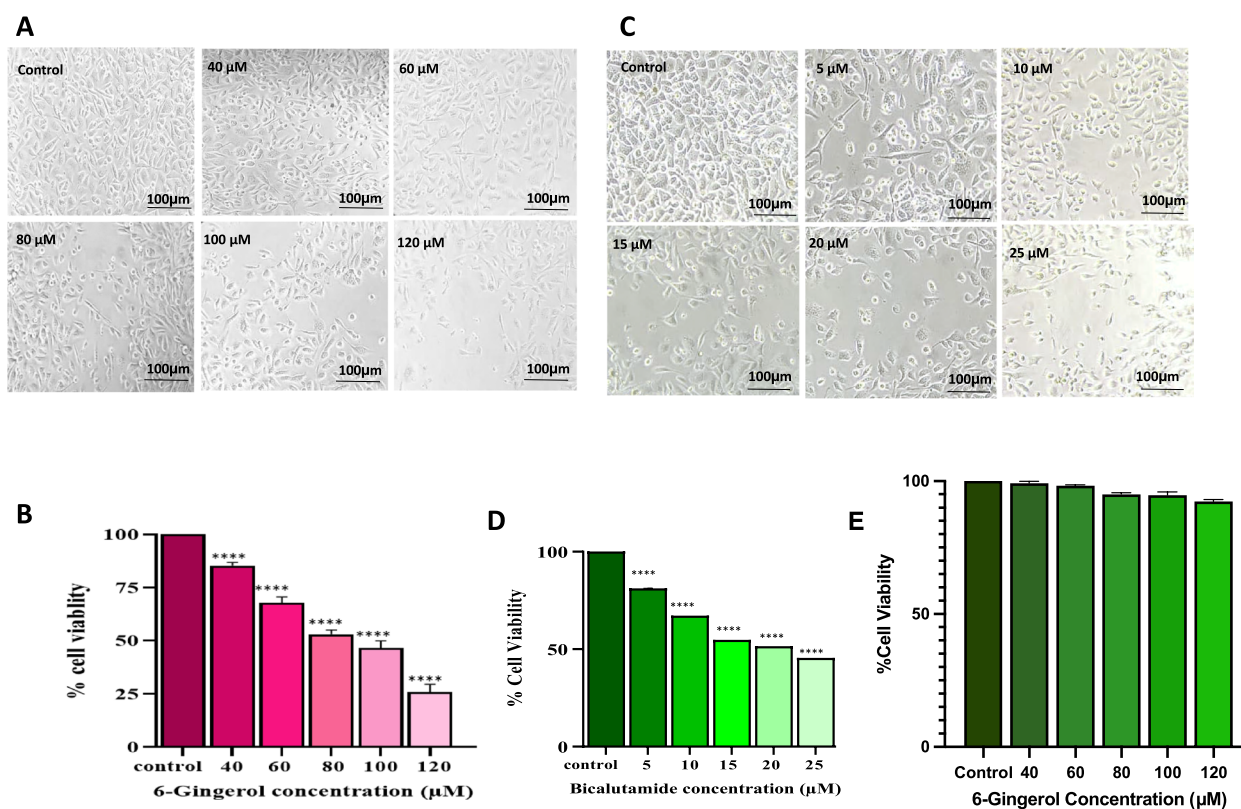 A
Control
40 µM
60 µM
100µm
100µm
100µm
80 µM
100 µM
120 µM
100µm
100µm
100µm
C
Control
5 µM
10 µM
100µm
100µm
100µm
15 µM
20 µM
25 µM
100µm
100µm
100µm
B
% cell viablity
100
75
50
25
0
****
****
****
****
****
control 40 60 80 100 120
6-Gingerol concentration (µM)
D
% Cell Viability
100
50
0
****
****
****
****
****
control 5 10 15 20 25
Bicalutamide concentration (µM)
E
%Cell Viability
100
50
0
Control 40 60 80 100 120
6-Gingerol Concentration (µM)